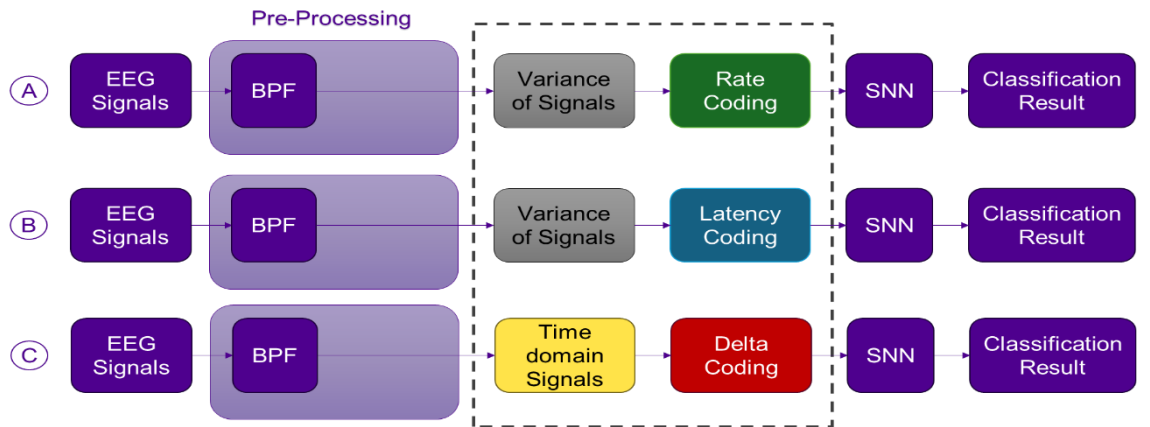 Pre-Processing
A
EEG
Signals
BPF
Variance
of Signals
Rate
Coding
SNN
Classification
Result
B
EEG
Signals
BPF
Variance
of Signals
Latency
Coding
SNN
Classification
Result
C
EEG
Signals
BPF
Time
domain
Signals
Delta
Coding
SNN
Classification
Result